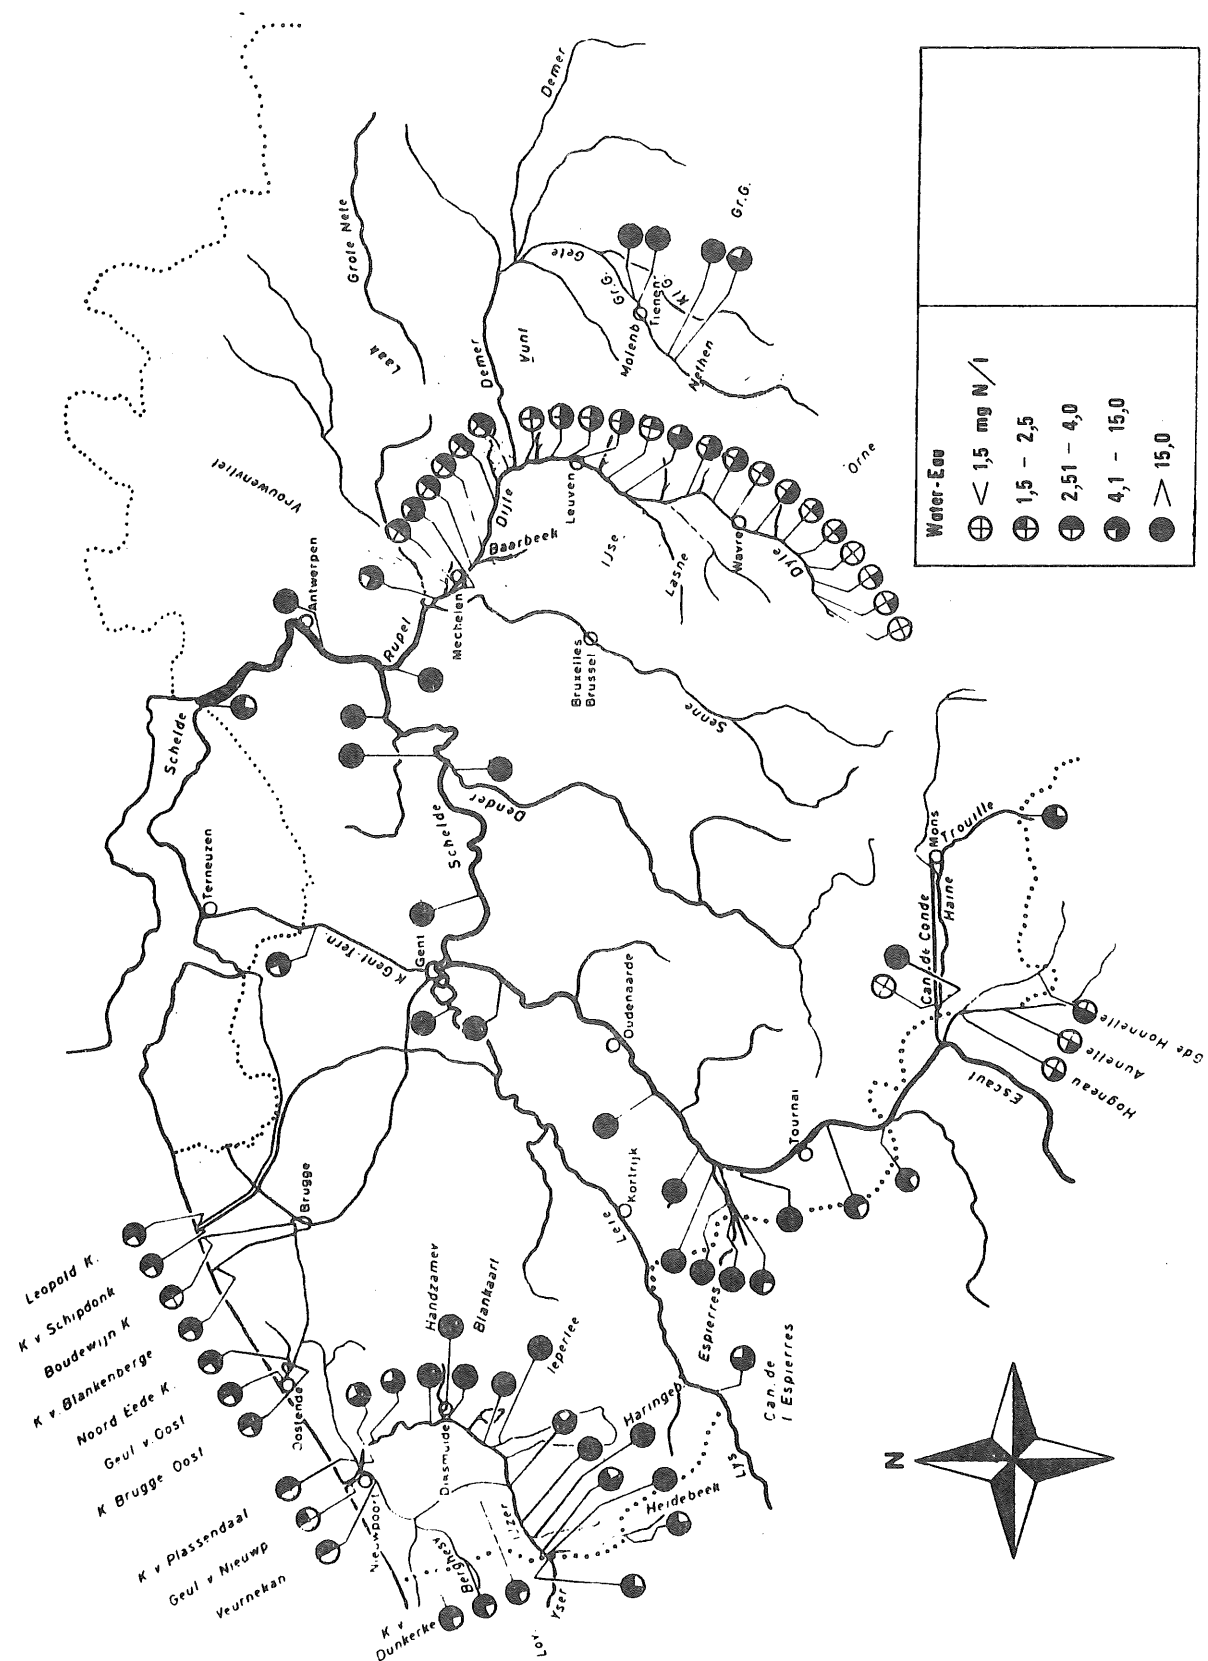 Demer
Grote Nete
Gr.G.
Gete
Gr.G.
Kl G.
Tienen
Molenb
Laak
Demer
Vunt
Nethen
Vrouwenvliet
Orne
Dijle
Leuven
Baarbeek
IJse
Wavre
Lasne
Dyle
Antwerpen
Rupel
Mechelen
Bruxelles
Brussel
Senne
Schelde
Dender
Schelde
Terneuzen
K Gent-Tern.
Gent
Mons
Trouille
Haine
Can. de Conde
Oudenaarde
Gde Honnelle
Aunelle
Hogneau
Escaut
Tournai
Brugge
Kortrijk
Leie
Leopold K.
K v Schipdonk
Boudewijn K
K v. Blankenberge
Noord Eede K.
Geul v. Oost
K Brugge Oost
Oostende
Handzamev
Blankaart
Ieperlee
Espierres
Can. de
l Espierres
Haringeb.
Diksmuide
Lys
Heidebeek
K v Plassendaal
Geul v Nieuwp
Veurnekan
Nieuwpoort
Berghesv
IJzer
K v
Dunkerke
Lov.
Yser
N
Water-Eau
< 1,5 mg N/l
1,5 - 2,5
2,51 - 4,0
4,1 - 15,0
> 15,0